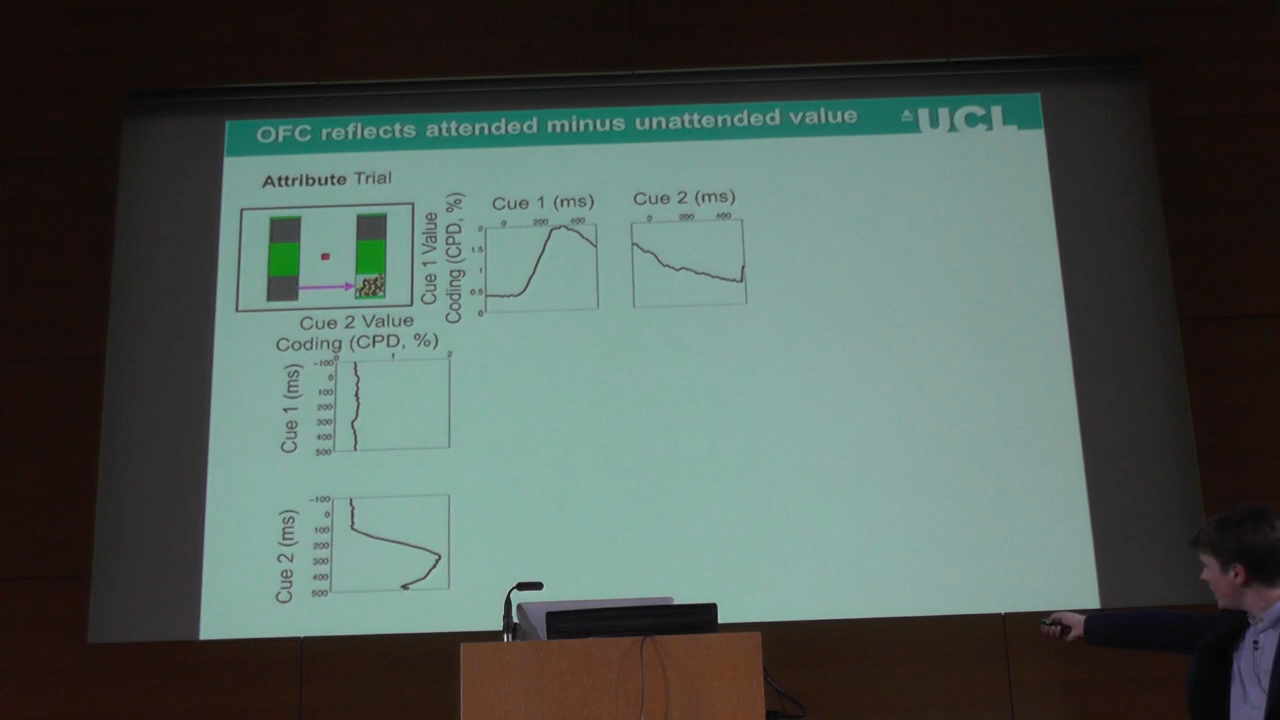 OFC reflects attended minus unattended value
UCL
Attribute Trial
Cue 1 Value
Coding (CPD, %)
Cue 1 (ms)
0 200 400
2
1.5
1
0.5
0
Cue 2 (ms)
0 200 400
Cue 2 Value
Coding (CPD, %)
0 1 2
Cue 1 (ms)
-100
0
100
200
300
400
500
Cue 2 (ms)
-100
0
100
200
300
400
500